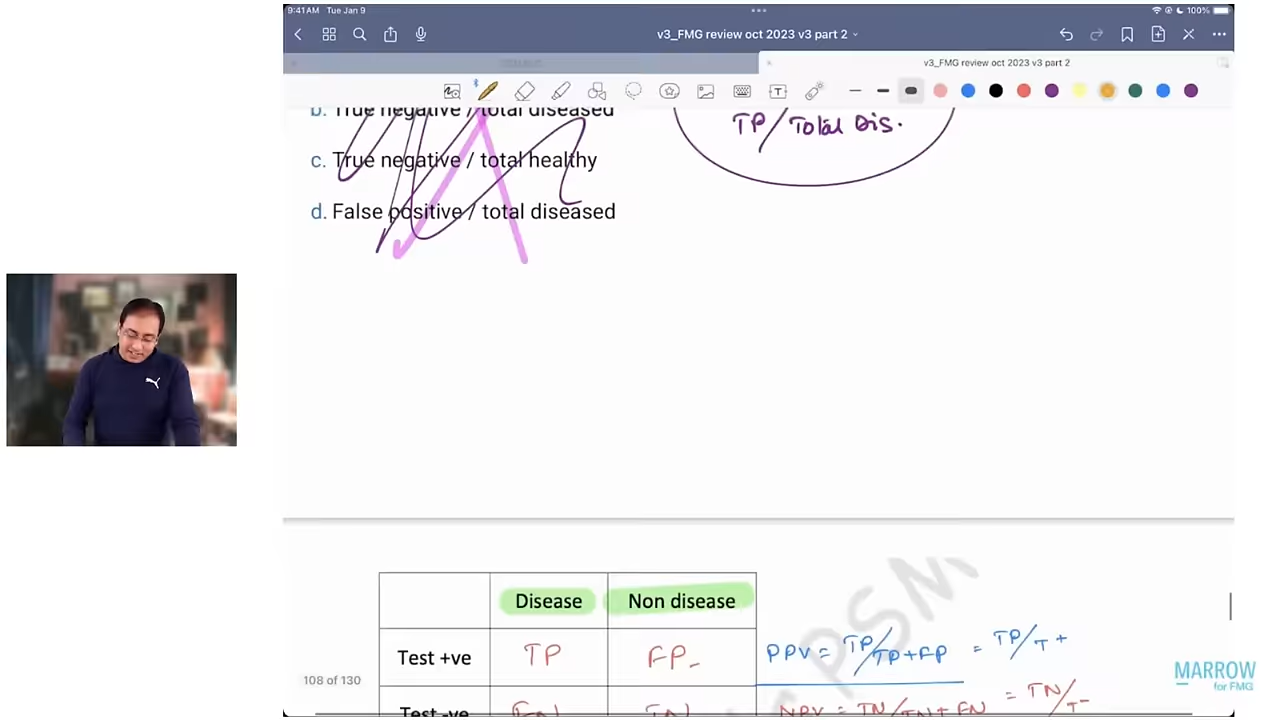 9:41 AM Tue Jan 9
100%
v3_FMG review oct 2023 v3 part 2
v3_FMG review oct 2023 v3 part 2
T
b. True negative / total diseased
TP/Total Dis.
c. True negative / total healthy
d. False positive / total diseased
PSM
Disease Non disease
Test +ve TP FP PPV = TP/TP+FP = TP/T+
108 of 130
MARROW
for FMG
Test -ve FN TN NPV = TN/TN+FN = TN/T-